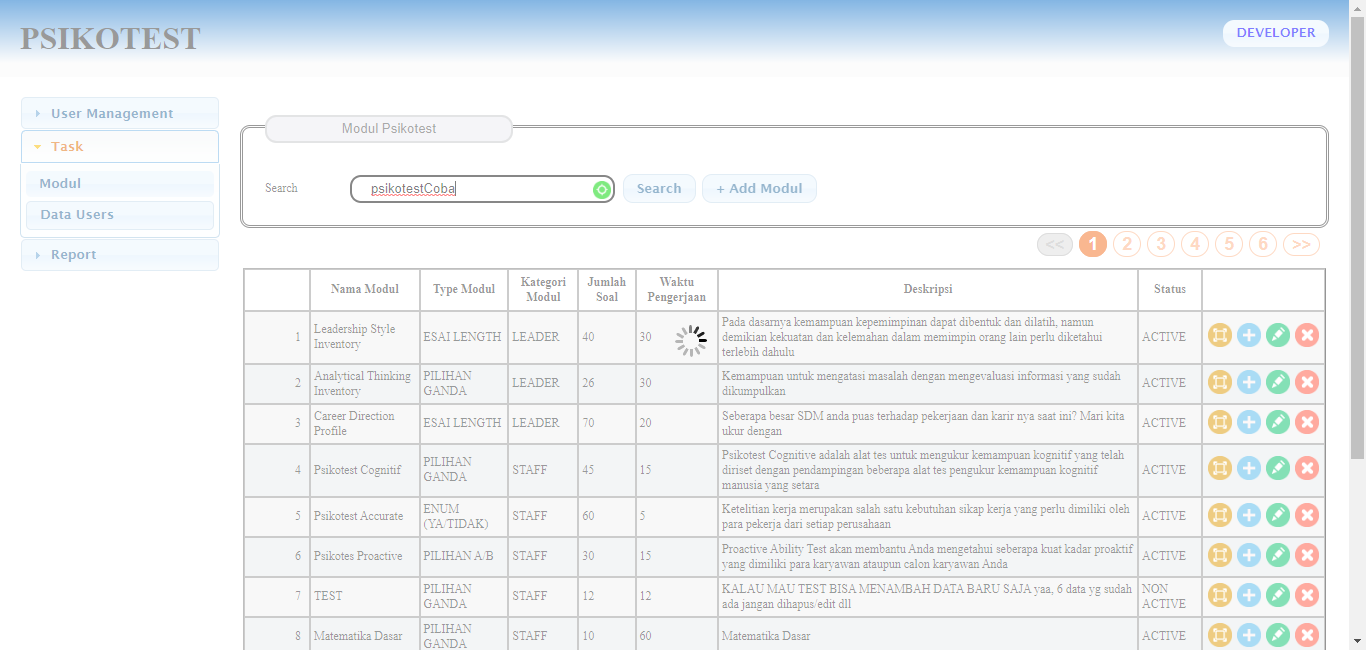 PSIKOTEST
DEVELOPER
User Management
Task
Modul
Data Users
Report
Modul Psikotest
Search
psikotestCoba
Search
+ Add Modul
<< 1 2 3 4 5 6 >>
Nama Modul Type Modul Kategori Modul Jumlah Soal Waktu Pengerjaan Deskripsi Status
1 Leadership Style Inventory ESAI LENGTH LEADER 40 30 Pada dasarnya kemampuan kepemimpinan dapat dibentuk dan dilatih, namun demikian kekuatan dan kelemahan dalam memimpin orang lain perlu diketahui terlebih dahulu ACTIVE
2 Analytical Thinking Inventory PILIHAN GANDA LEADER 26 30 Kemampuan untuk mengatasi masalah dengan mengevaluasi informasi yang sudah dikumpulkan ACTIVE
3 Career Direction Profile ESAI LENGTH LEADER 70 20 Seberapa besar SDM anda puas terhadap pekerjaan dan karir nya saat ini? Mari kita ukur dengan ACTIVE
4 Psikotest Cognitif PILIHAN GANDA STAFF 45 15 Psikotest Cognitive adalah alat tes untuk mengukur kemampuan kognitif yang telah diriset dengan pendampingan beberapa alat tes pengukur kemampuan kognitif manusia yang setara ACTIVE
5 Psikotest Accurate ENUM (YA/TIDAK) STAFF 60 5 Ketelitian kerja merupakan salah satu kebutuhan sikap kerja yang perlu dimiliki oleh para pekerja dari setiap perusahaan ACTIVE
6 Psikotes Proactive PILIHAN A/B STAFF 30 15 Proactive Ability Test akan membantu Anda mengetahui seberapa kuat kadar proaktif yang dimiliki para karyawan ataupun calon karyawan Anda ACTIVE
7 TEST PILIHAN GANDA STAFF 12 12 KALAU MAU TEST BISA MENAMBAH DATA BARU SAJA yaa, 6 data yg sudah ada jangan dihapus/edit dll NON ACTIVE
8 Matematika Dasar PILIHAN GANDA STAFF 10 60 Matematika Dasar ACTIVE